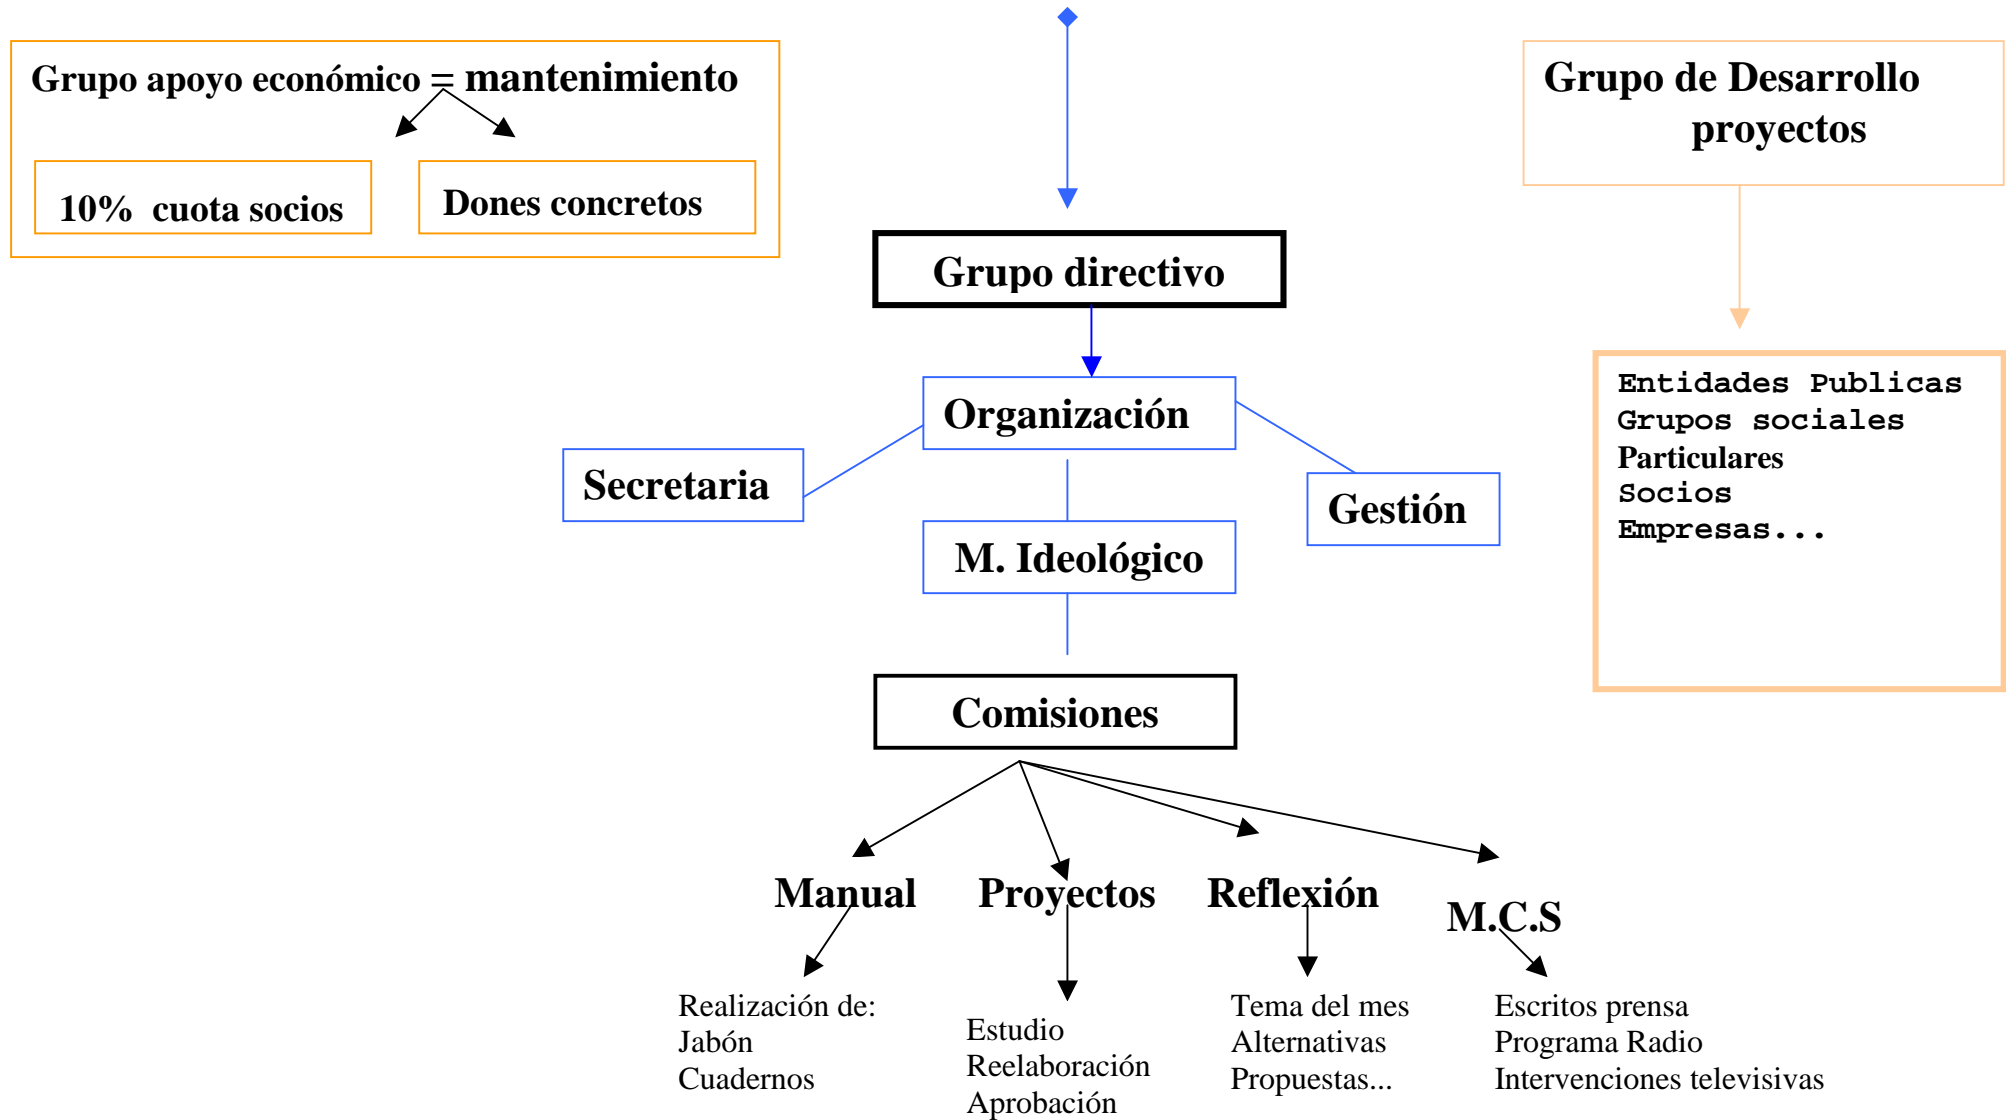 Grupo apoyo económico = mantenimiento
10% cuota socios
Dones concretos
Grupo de Desarrollo
proyectos
Grupo directivo
Organización
Secretaria
Gestión
M. Ideológico
Entidades Publicas
Grupos sociales
Particulares
Socios
Empresas...
Comisiones
Manual
Proyectos
Reflexión
M.C.S
Realización de:
Jabón
Cuadernos
Estudio
Reelaboración
Aprobación
Tema del mes
Alternativas
Propuestas...
Escritos prensa
Programa Radio
Intervenciones televisivas